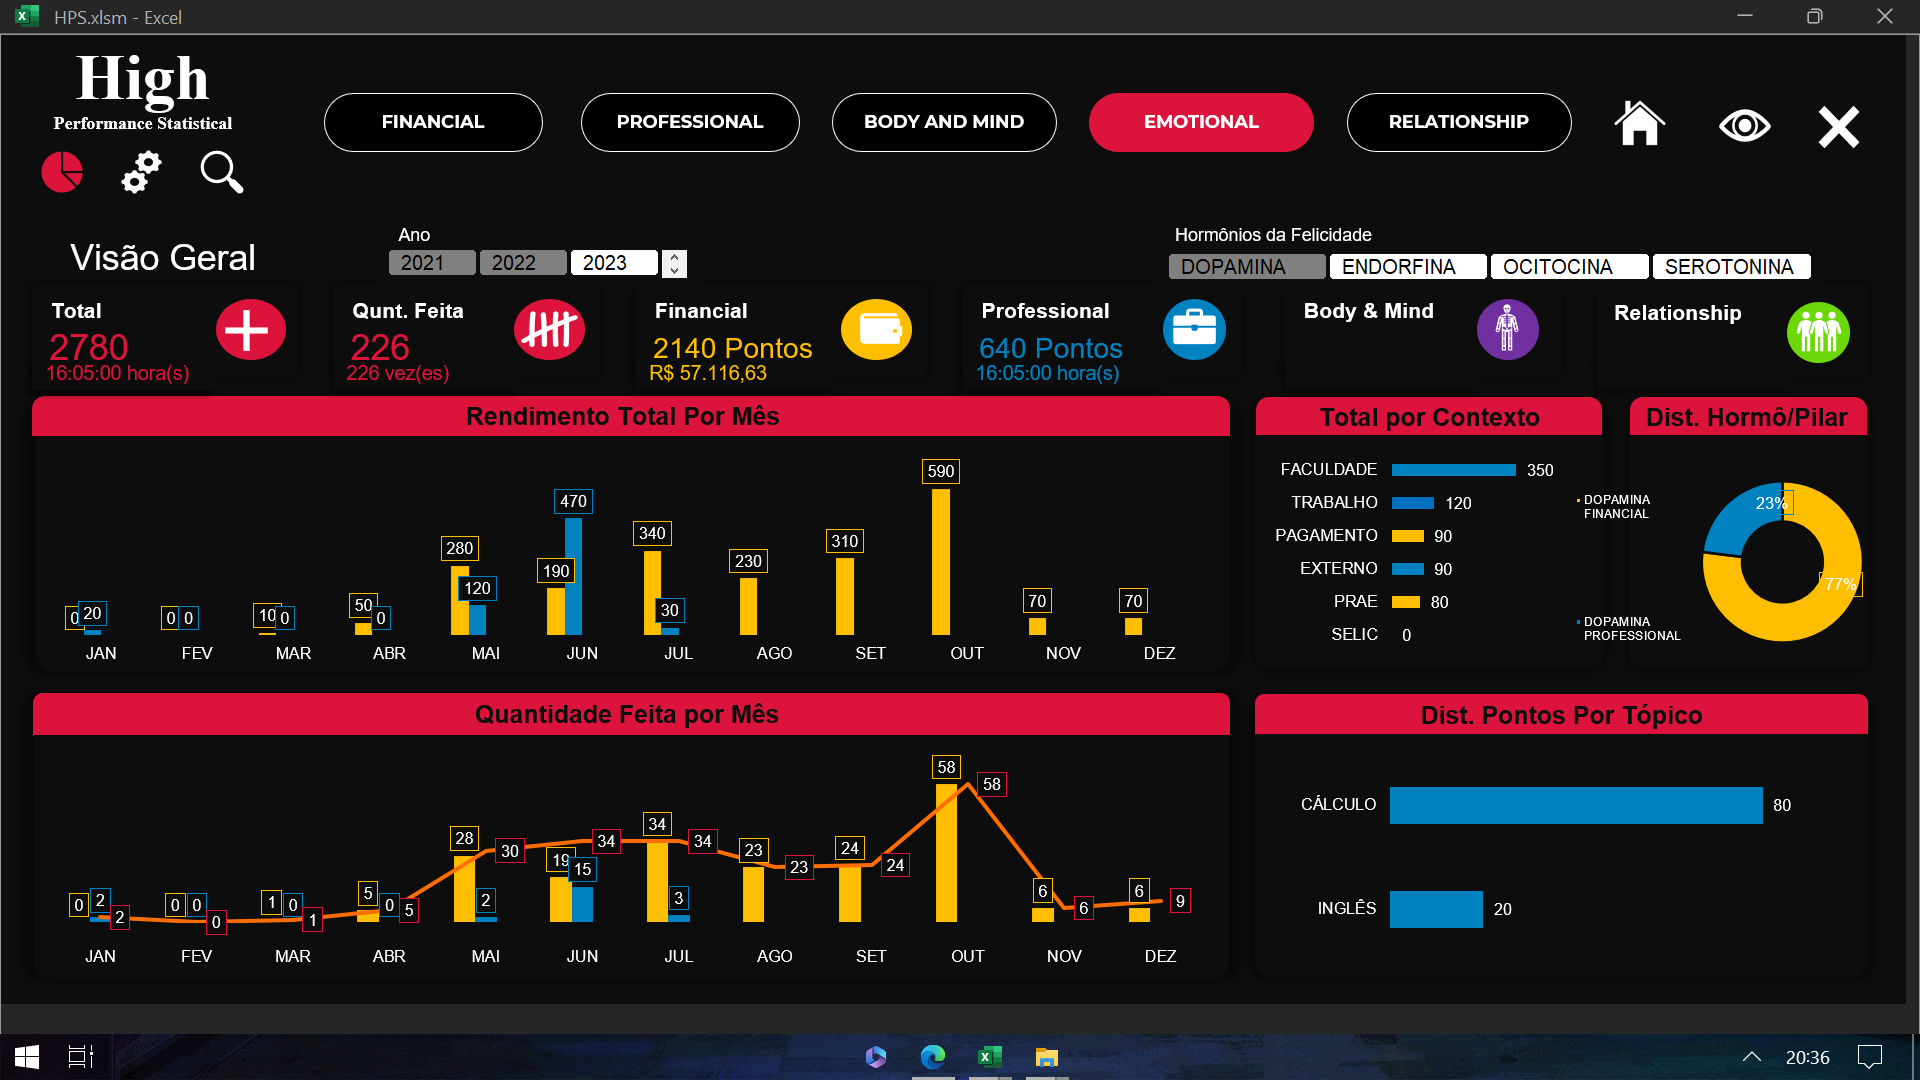 HPS.xlsm - Excel
High
Performance Statistical
FINANCIAL
PROFESSIONAL
BODY AND MIND
EMOTIONAL
RELATIONSHIP
Visão Geral
Ano
2021 2022 2023
Hormônios da Felicidade
DOPAMINA ENDORFINA OCITOCINA SEROTONINA
Total
2780
16:05:00 hora(s)
Qunt. Feita
226
226 vez(es)
Financial
2140 Pontos
R$ 57.116,63
Professional
640 Pontos
16:05:00 hora(s)
Body & Mind
Relationship
Rendimento Total Por Mês
590
470
340
310
280
230
190
120
70 70
50
30
0 20 0 0 10 0 0
JAN FEV MAR ABR MAI JUN JUL AGO SET OUT NOV DEZ
Total por Contexto
FACULDADE 350
TRABALHO 120
PAGAMENTO 90
EXTERNO 90
PRAE 80
SELIC 0
Dist. Hormô/Pilar
DOPAMINA
FINANCIAL
23%
77%
DOPAMINA
PROFESSIONAL
Quantidade Feita por Mês
58
58
34
28 30 34 34
19 15 23 23 24 24
0 2 2 0 0 0 1 0 1 5 0 5 2 3 6 6 6 9
JAN FEV MAR ABR MAI JUN JUL AGO SET OUT NOV DEZ
Dist. Pontos Por Tópico
CÁLCULO 80
INGLÊS 20
20:36